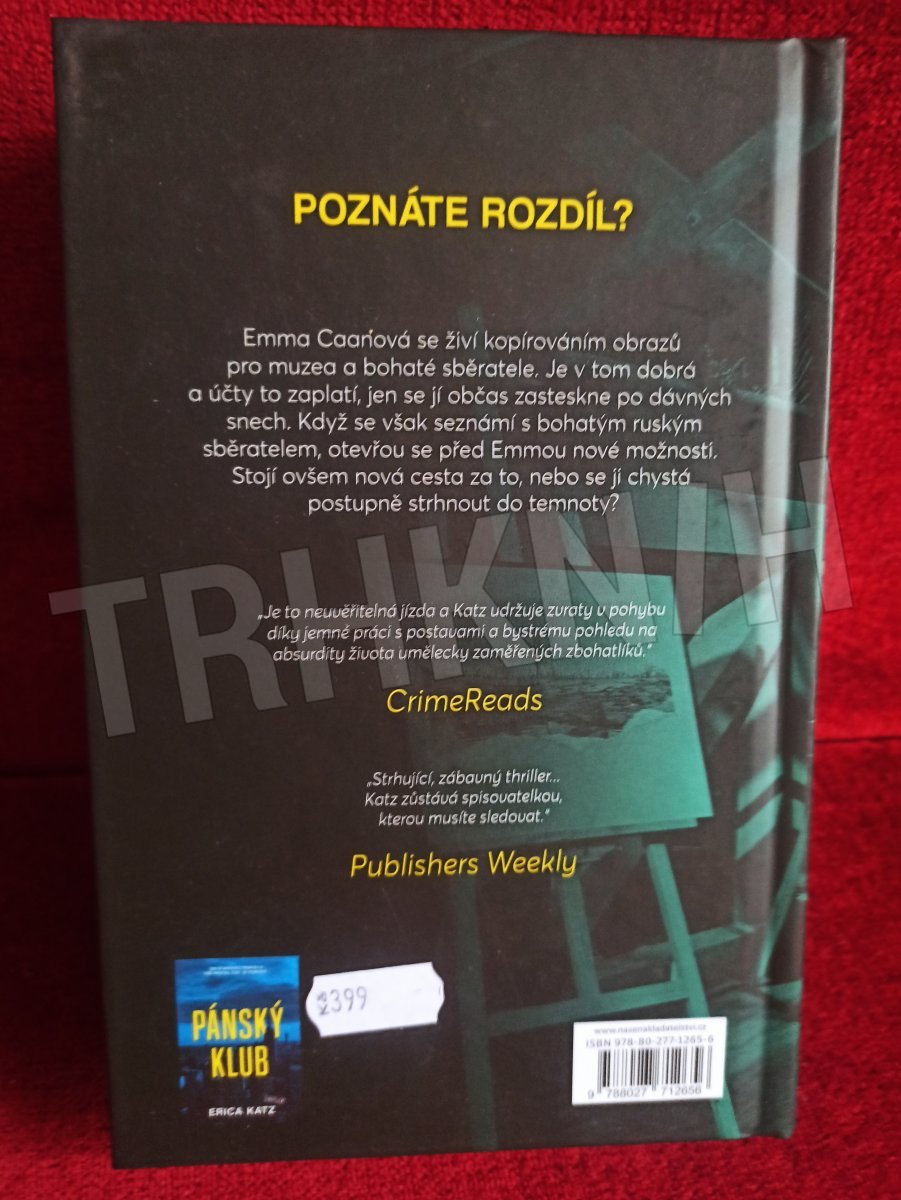 POZNÁTE ROZDÍL?
Emma Caanová se živí kopírováním obrazů
pro muzea a bohaté sběratele. Je v tom dobrá
a účty to zaplatí, jen se jí občas zasteskne po dávných
snech. Když se však seznámí s bohatým ruským
sběratelem, otevřou se před Emmou nové možnosti.
Stojí ovšem nová cesta za to, nebo se ji chystá
postupně strhnout do temnoty?
TRHKNIH
„Je to neuvěřitelná jízda a Katz udržuje zvraty v pohybu
díky jemné práci s postavami a bystrému pohledu na
absurdity života umělecky zaměřených zbohatlíků."
CrimeReads
„Strhující, zábavný thriller...
Katz zůstává spisovatelkou,
kterou musíte sledovat."
Publishers Weekly
PÁNSKÝ
KLUB
ERICA KATZ
399
www.nasenakladatelstvi.cz
ISBN 978-80-277-1265-6
9 788027 712656